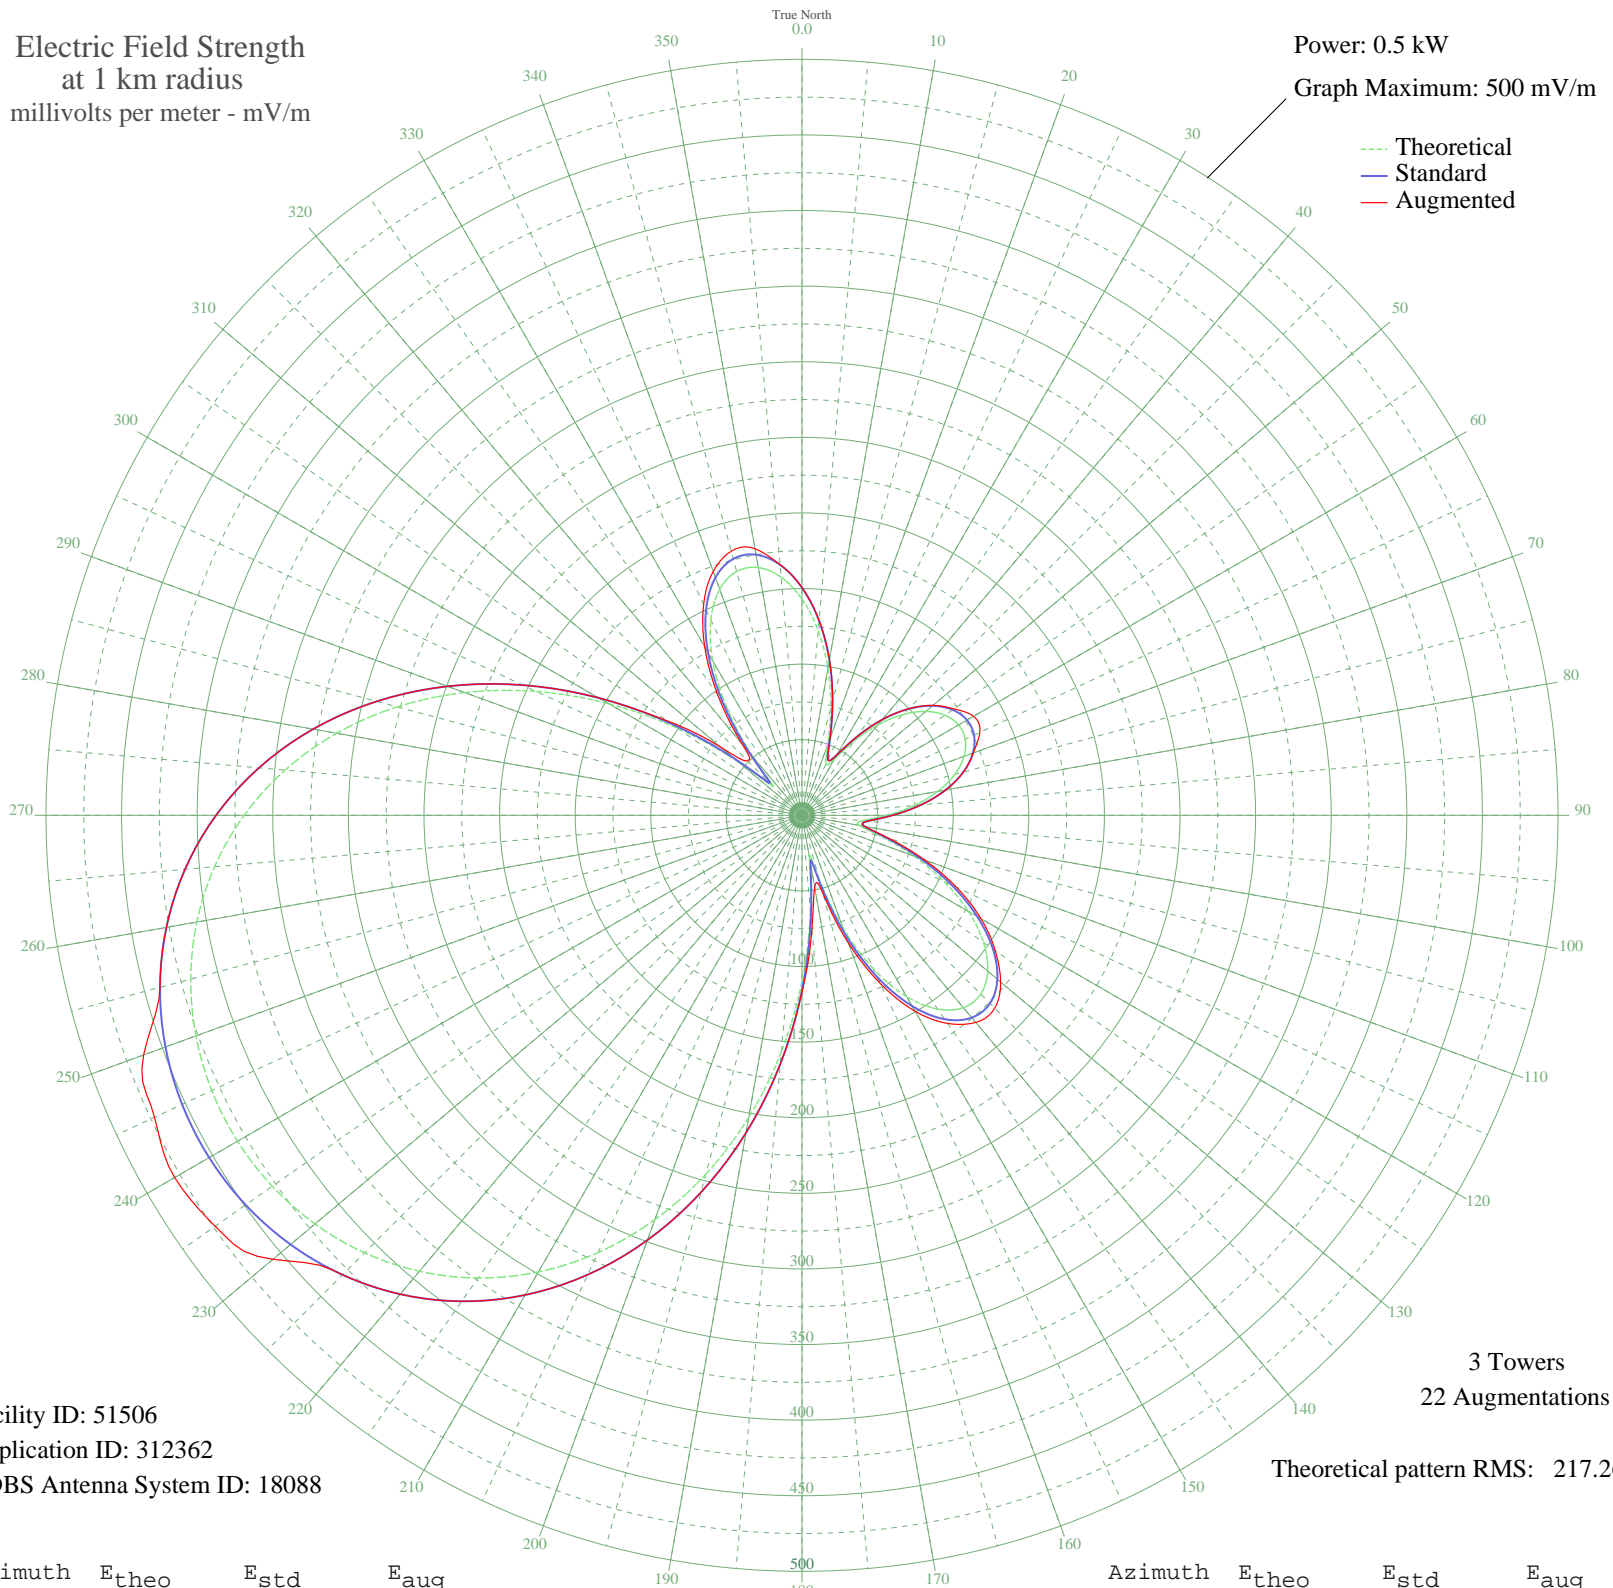 True North
Electric Field Strength
at 1 km radius
millivolts per meter - mV/m
Power: 0.5 kW
Graph Maximum: 500 mV/m
Theoretical
Standard
Augmented
0.0
10
20
30
40
50
60
70
80
90
100
110
120
130
140
150
160
170
190
200
210
220
230
240
250
260
270
280
290
300
310
320
330
340
350
100
150
200
250
300
350
400
450
500
3 Towers
22 Augmentations
Theoretical pattern RMS: 217.2
cility ID: 51506
plication ID: 312362
DBS Antenna System ID: 18088
imuth Etheo Estd Eaug
Azimuth Etheo Estd Eaug